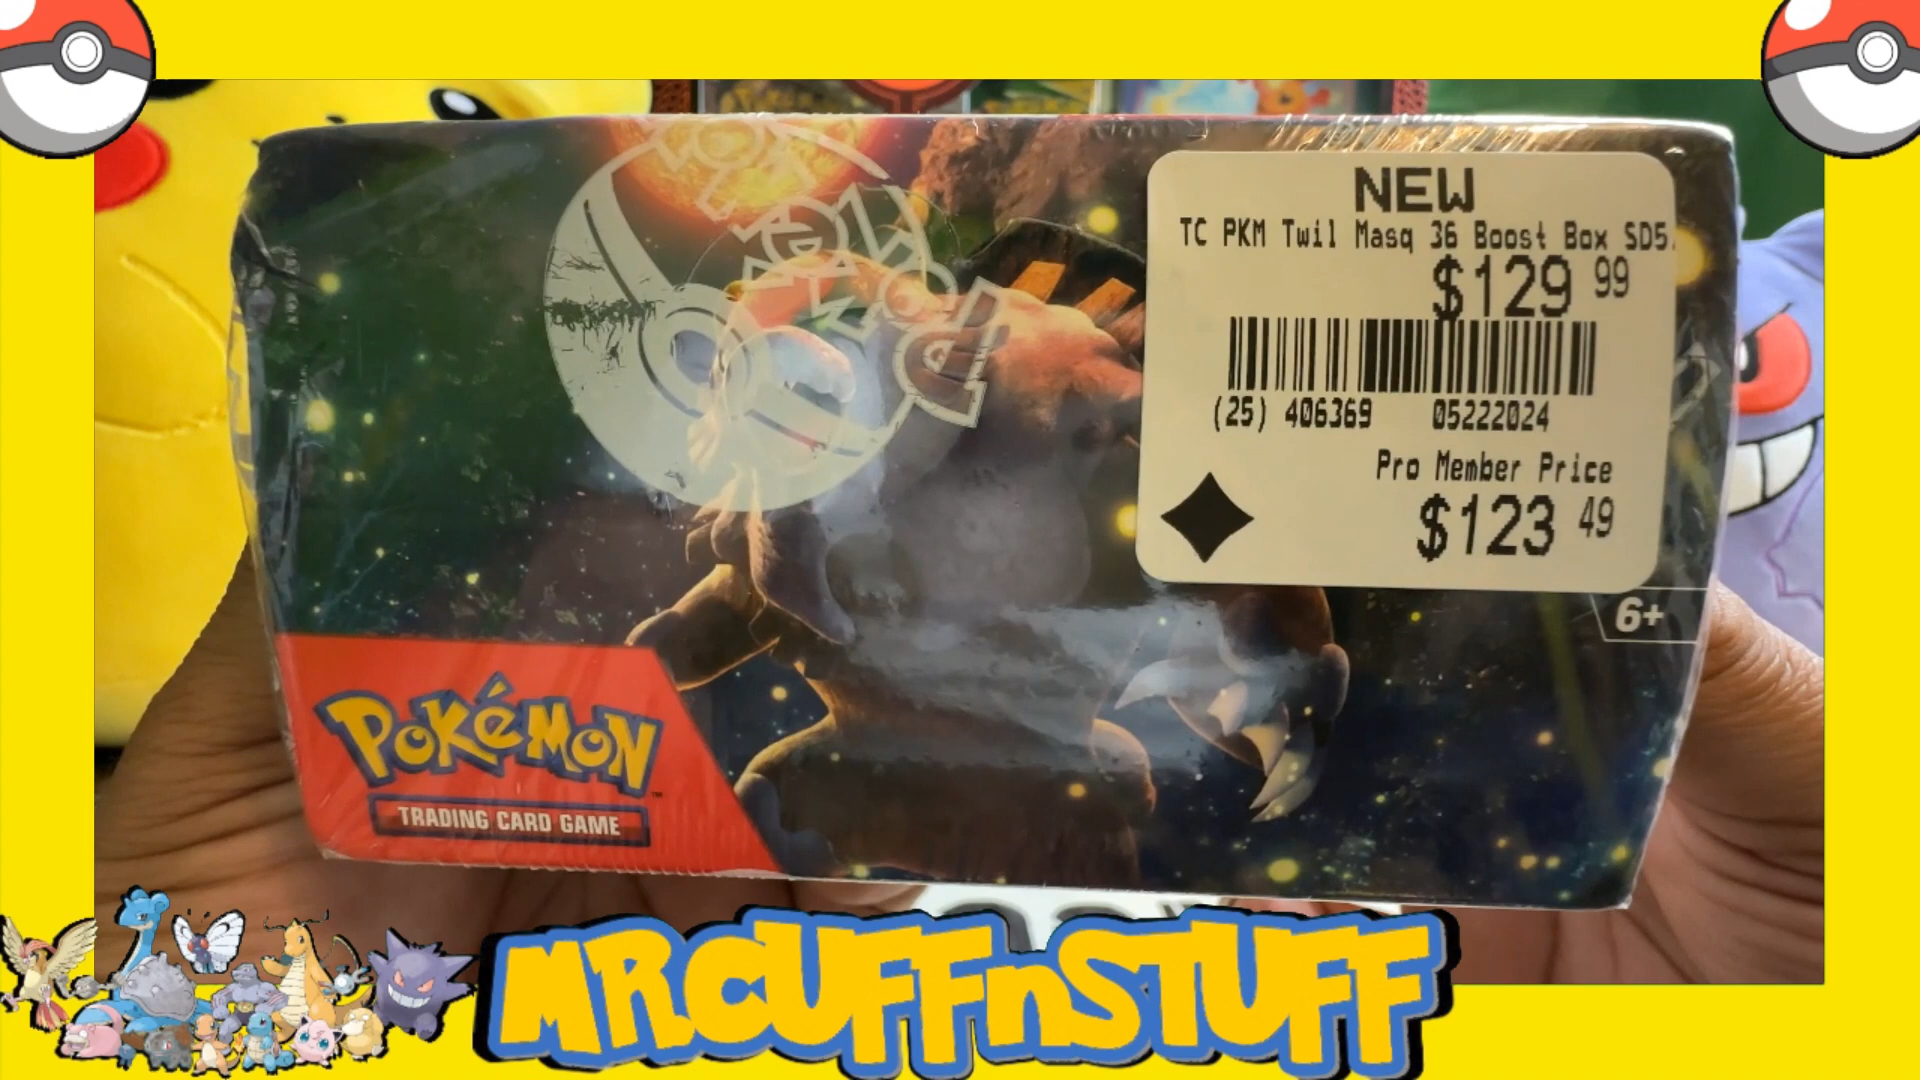 NEW
TC PKM Twil Masq 36 Boost Box SD5
$129 99
(25) 406369 05222024
Pro Member Price
$123 49
6+
POKéMON
TRADING CARD GAME
MRCUFFnSTUFF